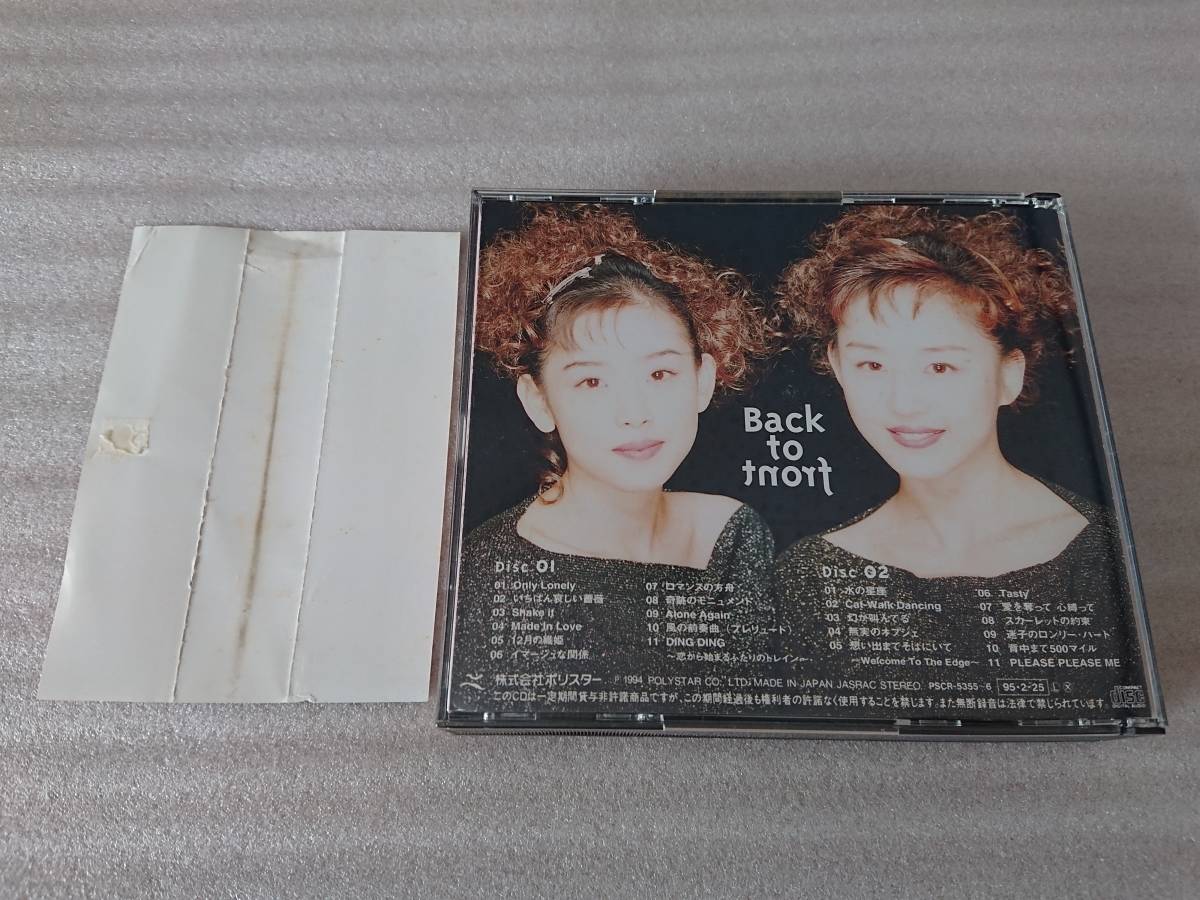 Back
to
front
Disc 01
01 Only Lonely
02 いちばん哀しい薔薇
03 Shake it
04 Made In Love
05 12月の織姫
06 イマージュな関係
07 ロマンスの方舟
08 奇跡のモニュメント
09 Alone Again
10 風の前奏曲(プレリュード)
11 DING DING
〜恋から始まるふたりのトレイン〜
Disc 02
01 水の星座
02 Cat-Walk Dancing
03 幻が叫んでる
04 無実のオブジェ
05 想い出までそばにいて
〜Welcome To The Edge〜
06 Tasty
07 愛を奪って 心縛って
08 スカーレットの約束
09 迷子のロンリー・ハート
10 背中まで500マイル
11 PLEASE PLEASE ME
株式会社ポリスター ℗ 1994 POLYSTAR CO., LTD. MADE IN JAPAN JASRAC STEREO. PSCR-5355~6 95・2・25 L X
このCDは一定期間貸与非許諾商品ですが、この期間経過後も権利者の許諾なく使用することを禁じます。また無断録音は法律で禁じられています。
COMPACT
disc